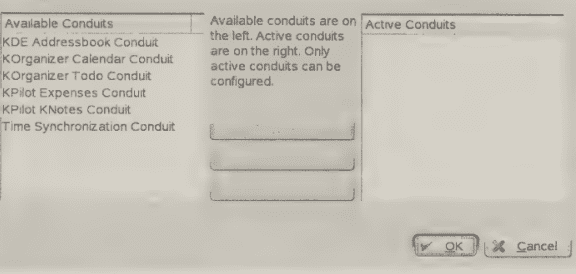 Available Conduits
KDE Addressbook Conduit
KOrganizer Calendar Conduit
KOrganizer Todo Conduit
KPilot Expenses Conduit
KPilot KNotes Conduit
Time Synchronization Conduit
Available conduits are on
the left. Active conduits
are on the right. Only
active conduits can be
configured.
Active Conduits
OK
Cancel